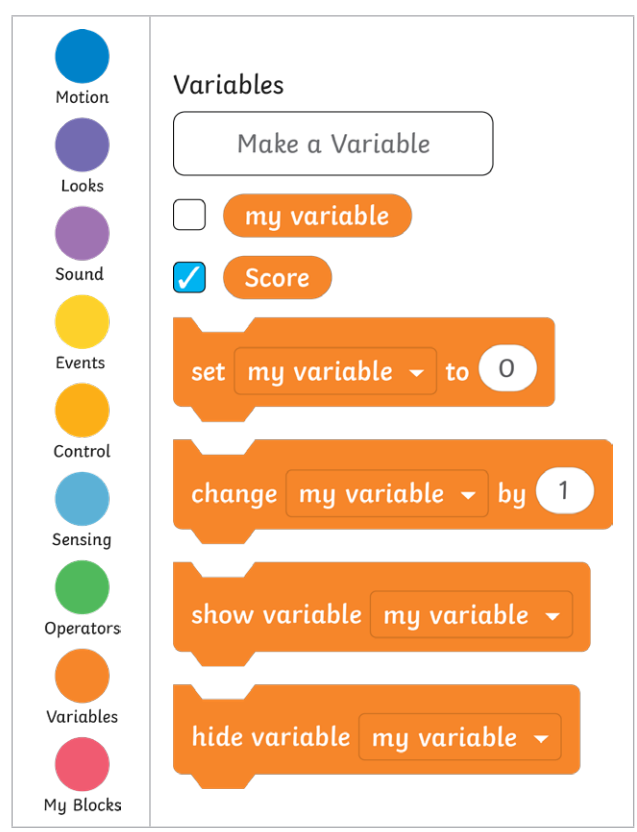 Motion
Looks
Sound
Events
Control
Sensing
Operators
Variables
My Blocks
Variables
Make a Variable
my variable
Score
set my variable to 0
change my variable by 1
show variable my variable
hide variable my variable